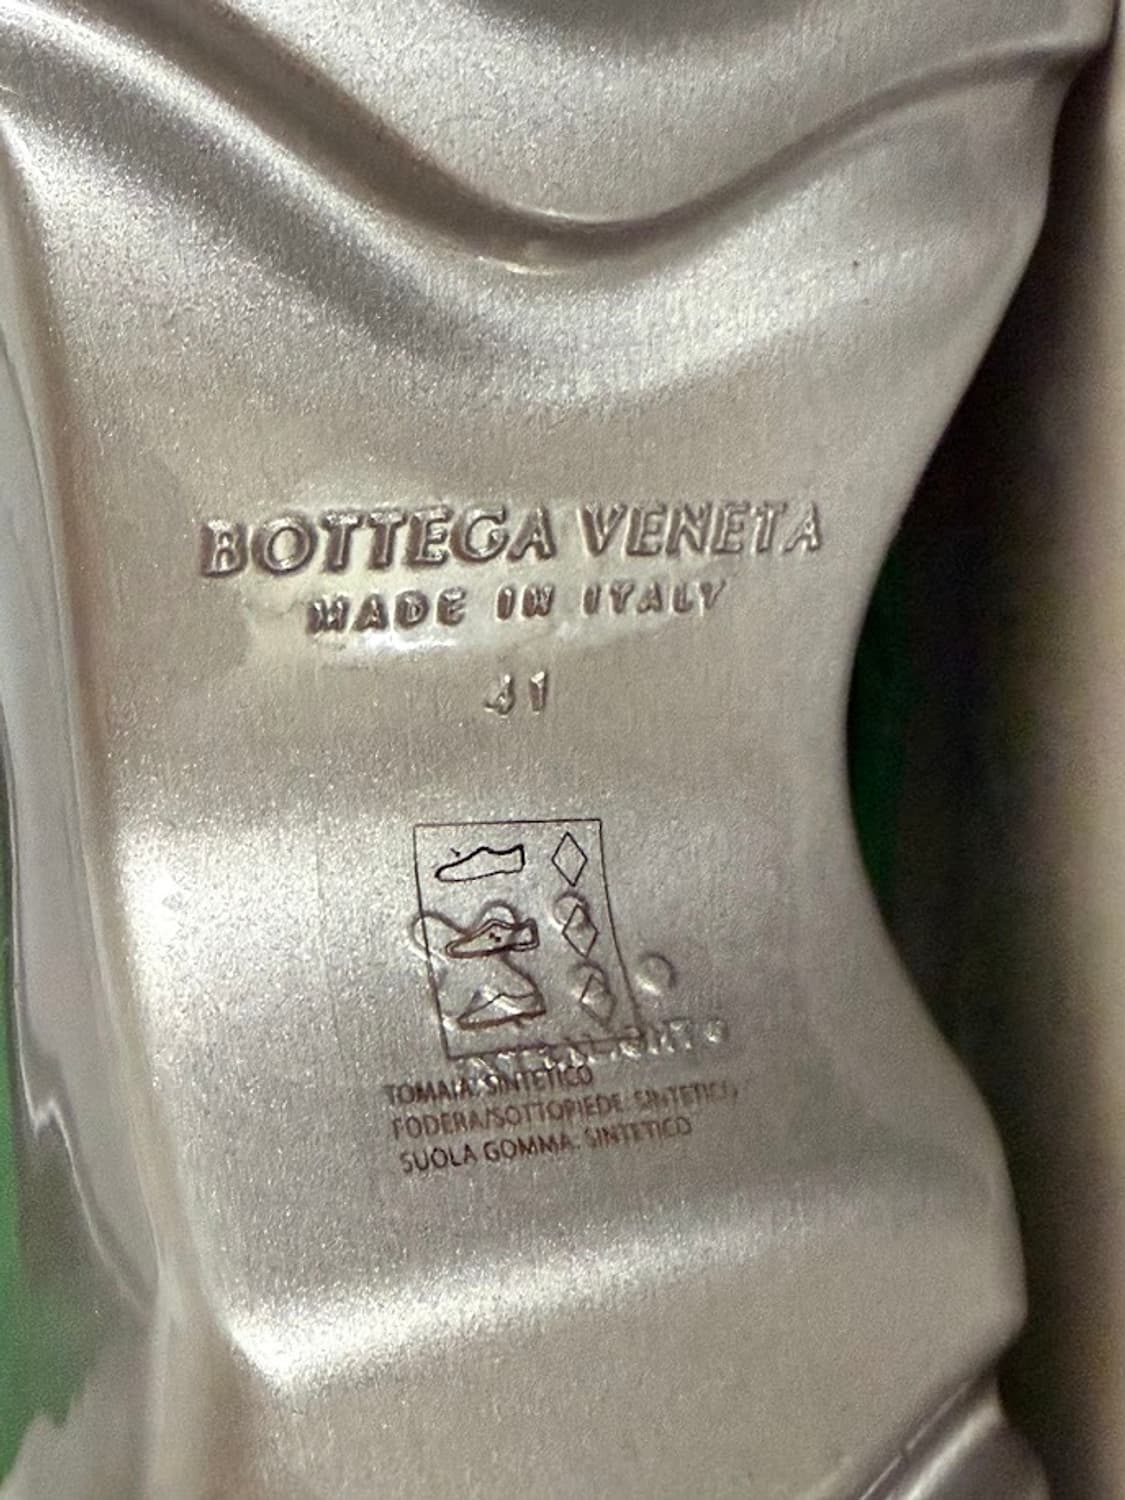 BOTTEGA VENETA
MADE IN ITALY
41
TOMAIA: SINTETICO
FODERA/SOTTOPIEDE: SINTETICO
SUOLA GOMMA: SINTETICO